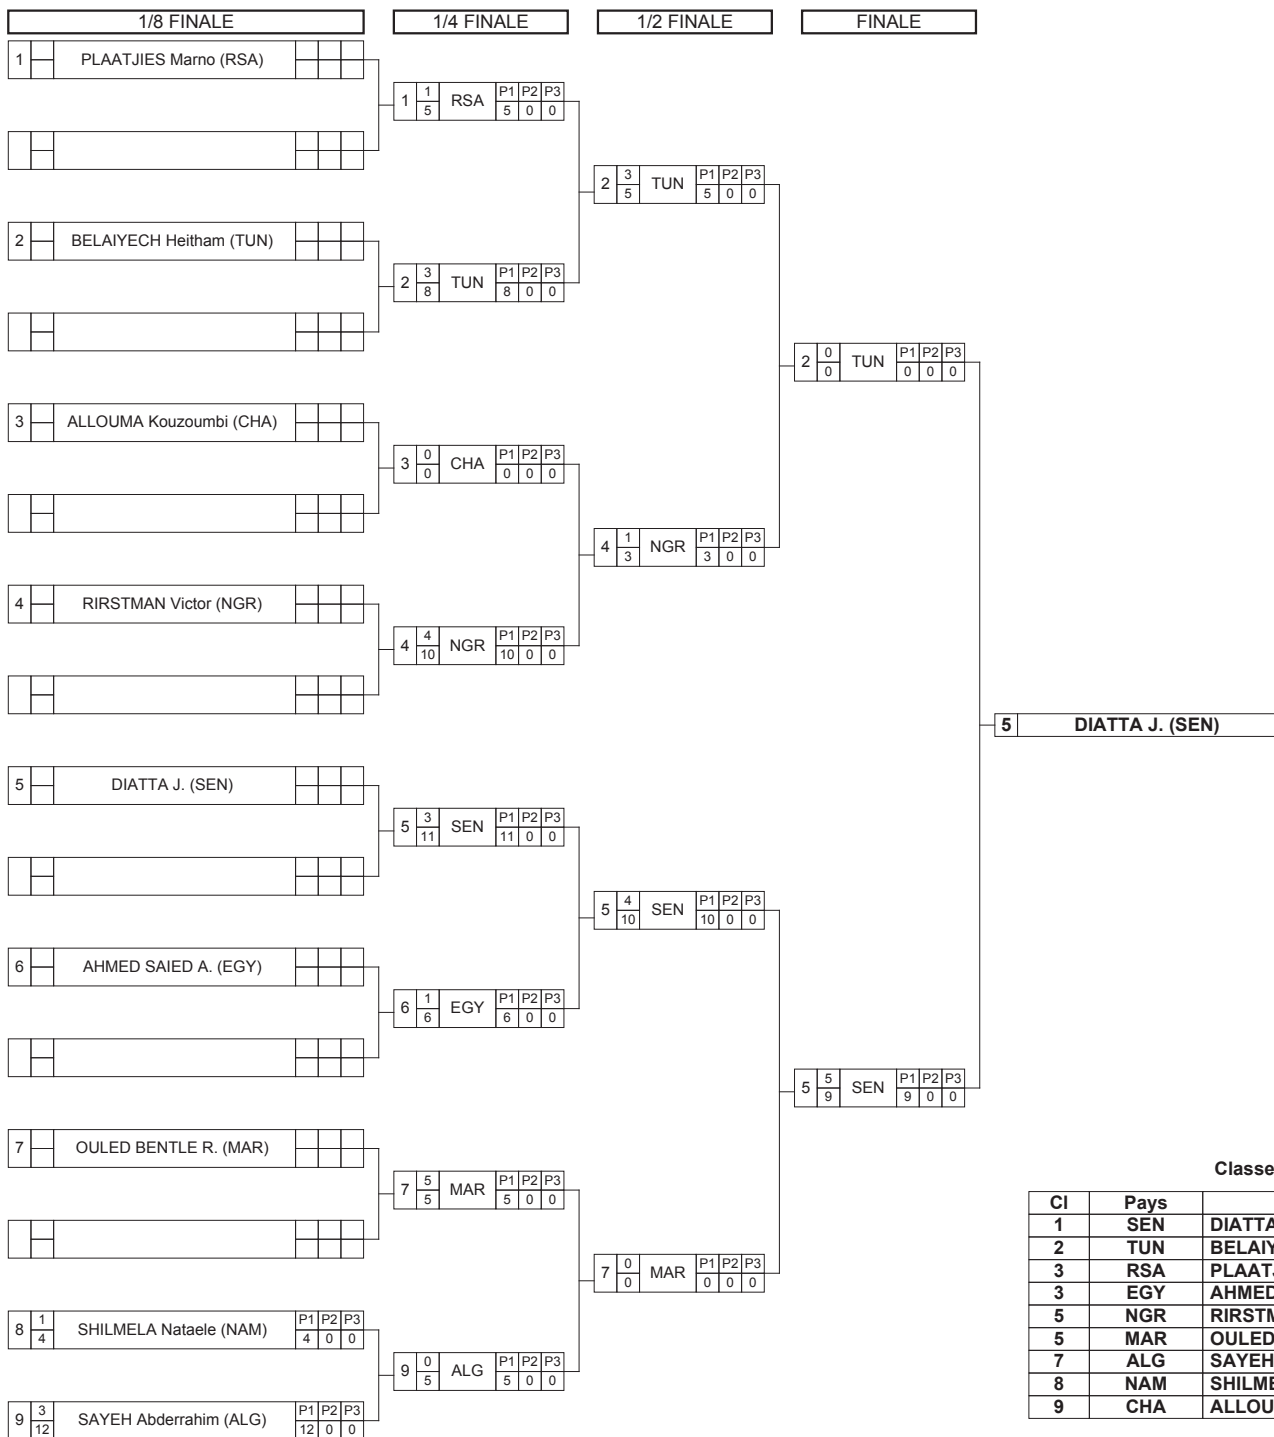 1/8 FINALE 1/4 FINALE 1/2 FINALE FINALE
1 PLAATJIES Marno (RSA)
1 1 5 RSA P1 P2 P3 5 0 0
2 3 5 TUN P1 P2 P3 5 0 0
2 BELAIYECH Heitham (TUN)
2 3 8 TUN P1 P2 P3 8 0 0
2 0 0 TUN P1 P2 P3 0 0 0
3 ALLOUMA Kouzoumbi (CHA)
3 0 0 CHA P1 P2 P3 0 0 0
4 1 3 NGR P1 P2 P3 3 0 0
4 RIRSTMAN Victor (NGR)
4 4 10 NGR P1 P2 P3 10 0 0
5 DIATTA J. (SEN)
5 DIATTA J. (SEN)
5 3 11 SEN P1 P2 P3 11 0 0
5 4 10 SEN P1 P2 P3 10 0 0
6 AHMED SAIED A. (EGY)
6 1 6 EGY P1 P2 P3 6 0 0
5 5 9 SEN P1 P2 P3 9 0 0
7 OULED BENTLE R. (MAR)
7 5 5 MAR P1 P2 P3 5 0 0
7 0 0 MAR P1 P2 P3 0 0 0
8 1 4 SHILMELA Nataele (NAM) P1 P2 P3 4 0 0
9 0 5 ALG P1 P2 P3 5 0 0
9 3 12 SAYEH Abderrahim (ALG) P1 P2 P3 12 0 0
Classe
Cl Pays
1 SEN DIATTA
2 TUN BELAIY
3 RSA PLAAT
3 EGY AHMED
5 NGR RIRSTM
5 MAR OULED
7 ALG SAYEH
8 NAM SHILME
9 CHA ALLOU